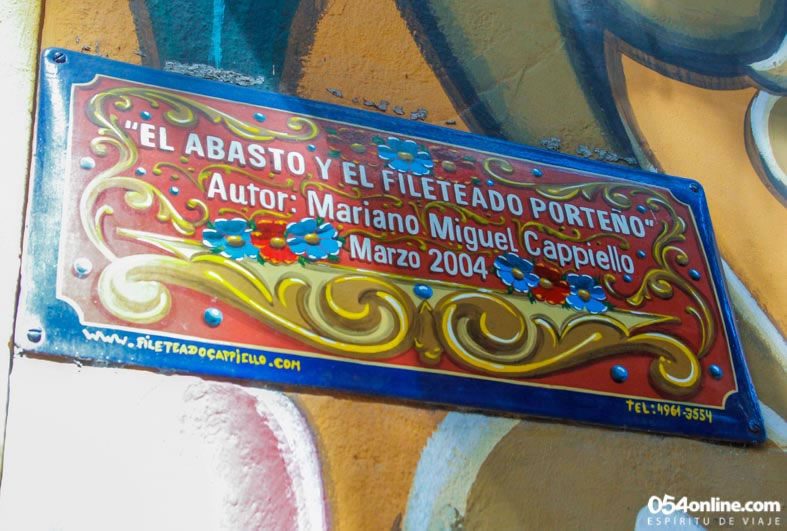 "EL ABASTO Y EL FILETEADO PORTEÑO"
Autor: Mariano Miguel Cappiello
Marzo 2004
www.fileteadocappiello.com
TEL: 4961-3554
054online.com
ESPÍRITU DE VIAJE